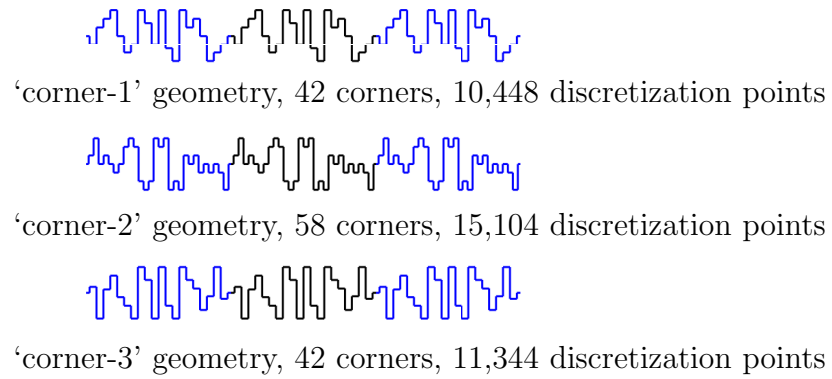 ‘corner-1’ geometry, 42 corners, 10,448 discretization points
‘corner-2’ geometry, 58 corners, 15,104 discretization points
‘corner-3’ geometry, 42 corners, 11,344 discretization points